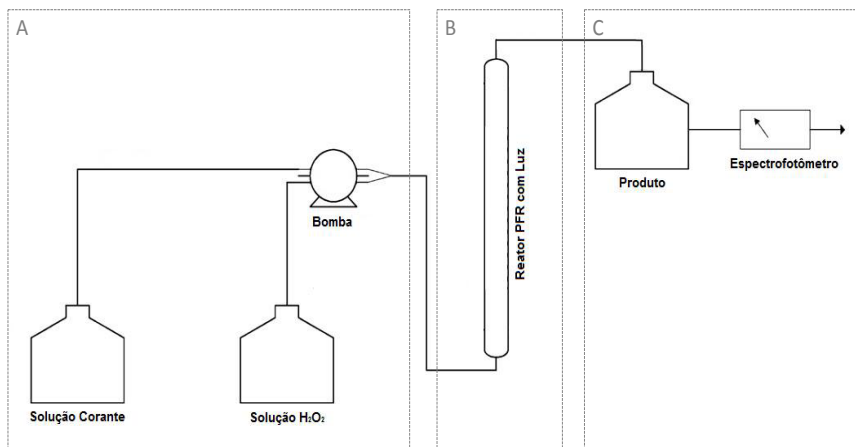 A
B
C
Bomba
Solução Corante
Solução H₂O₂
Reator PFR com Luz
Produto
Espectrofotômetro